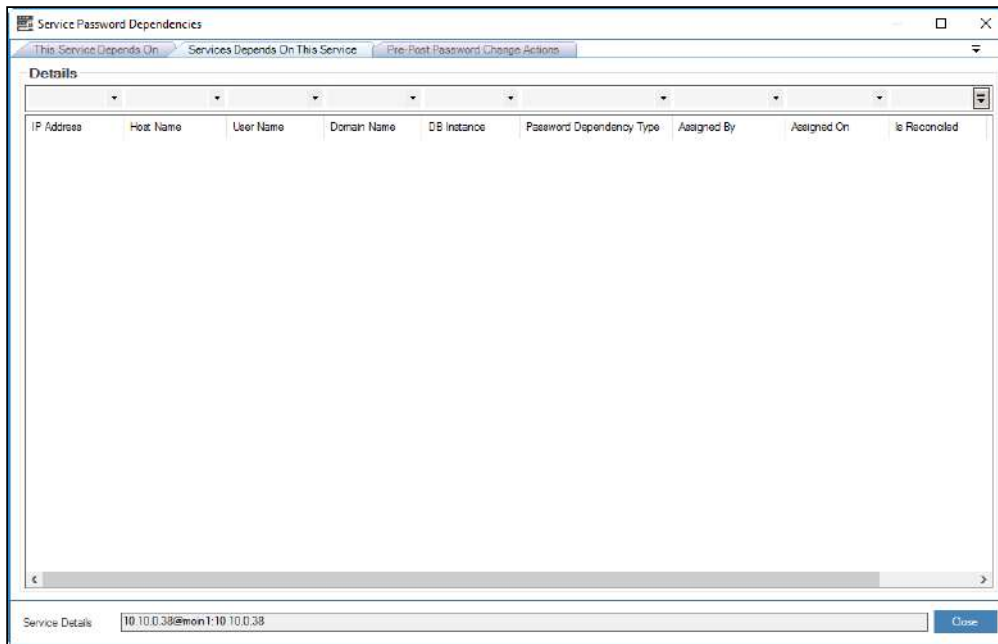 Service Password Dependencies
This Service Depends On Services Depends On This Service Pre-Post Password Change Actions
Details
IP Address Host Name User Name Domain Name DB Instance Password Dependency Type Assigned By Assigned On Is Reconciled
Service Details 10.10.0.38@moin1:10.10.0.38 Close